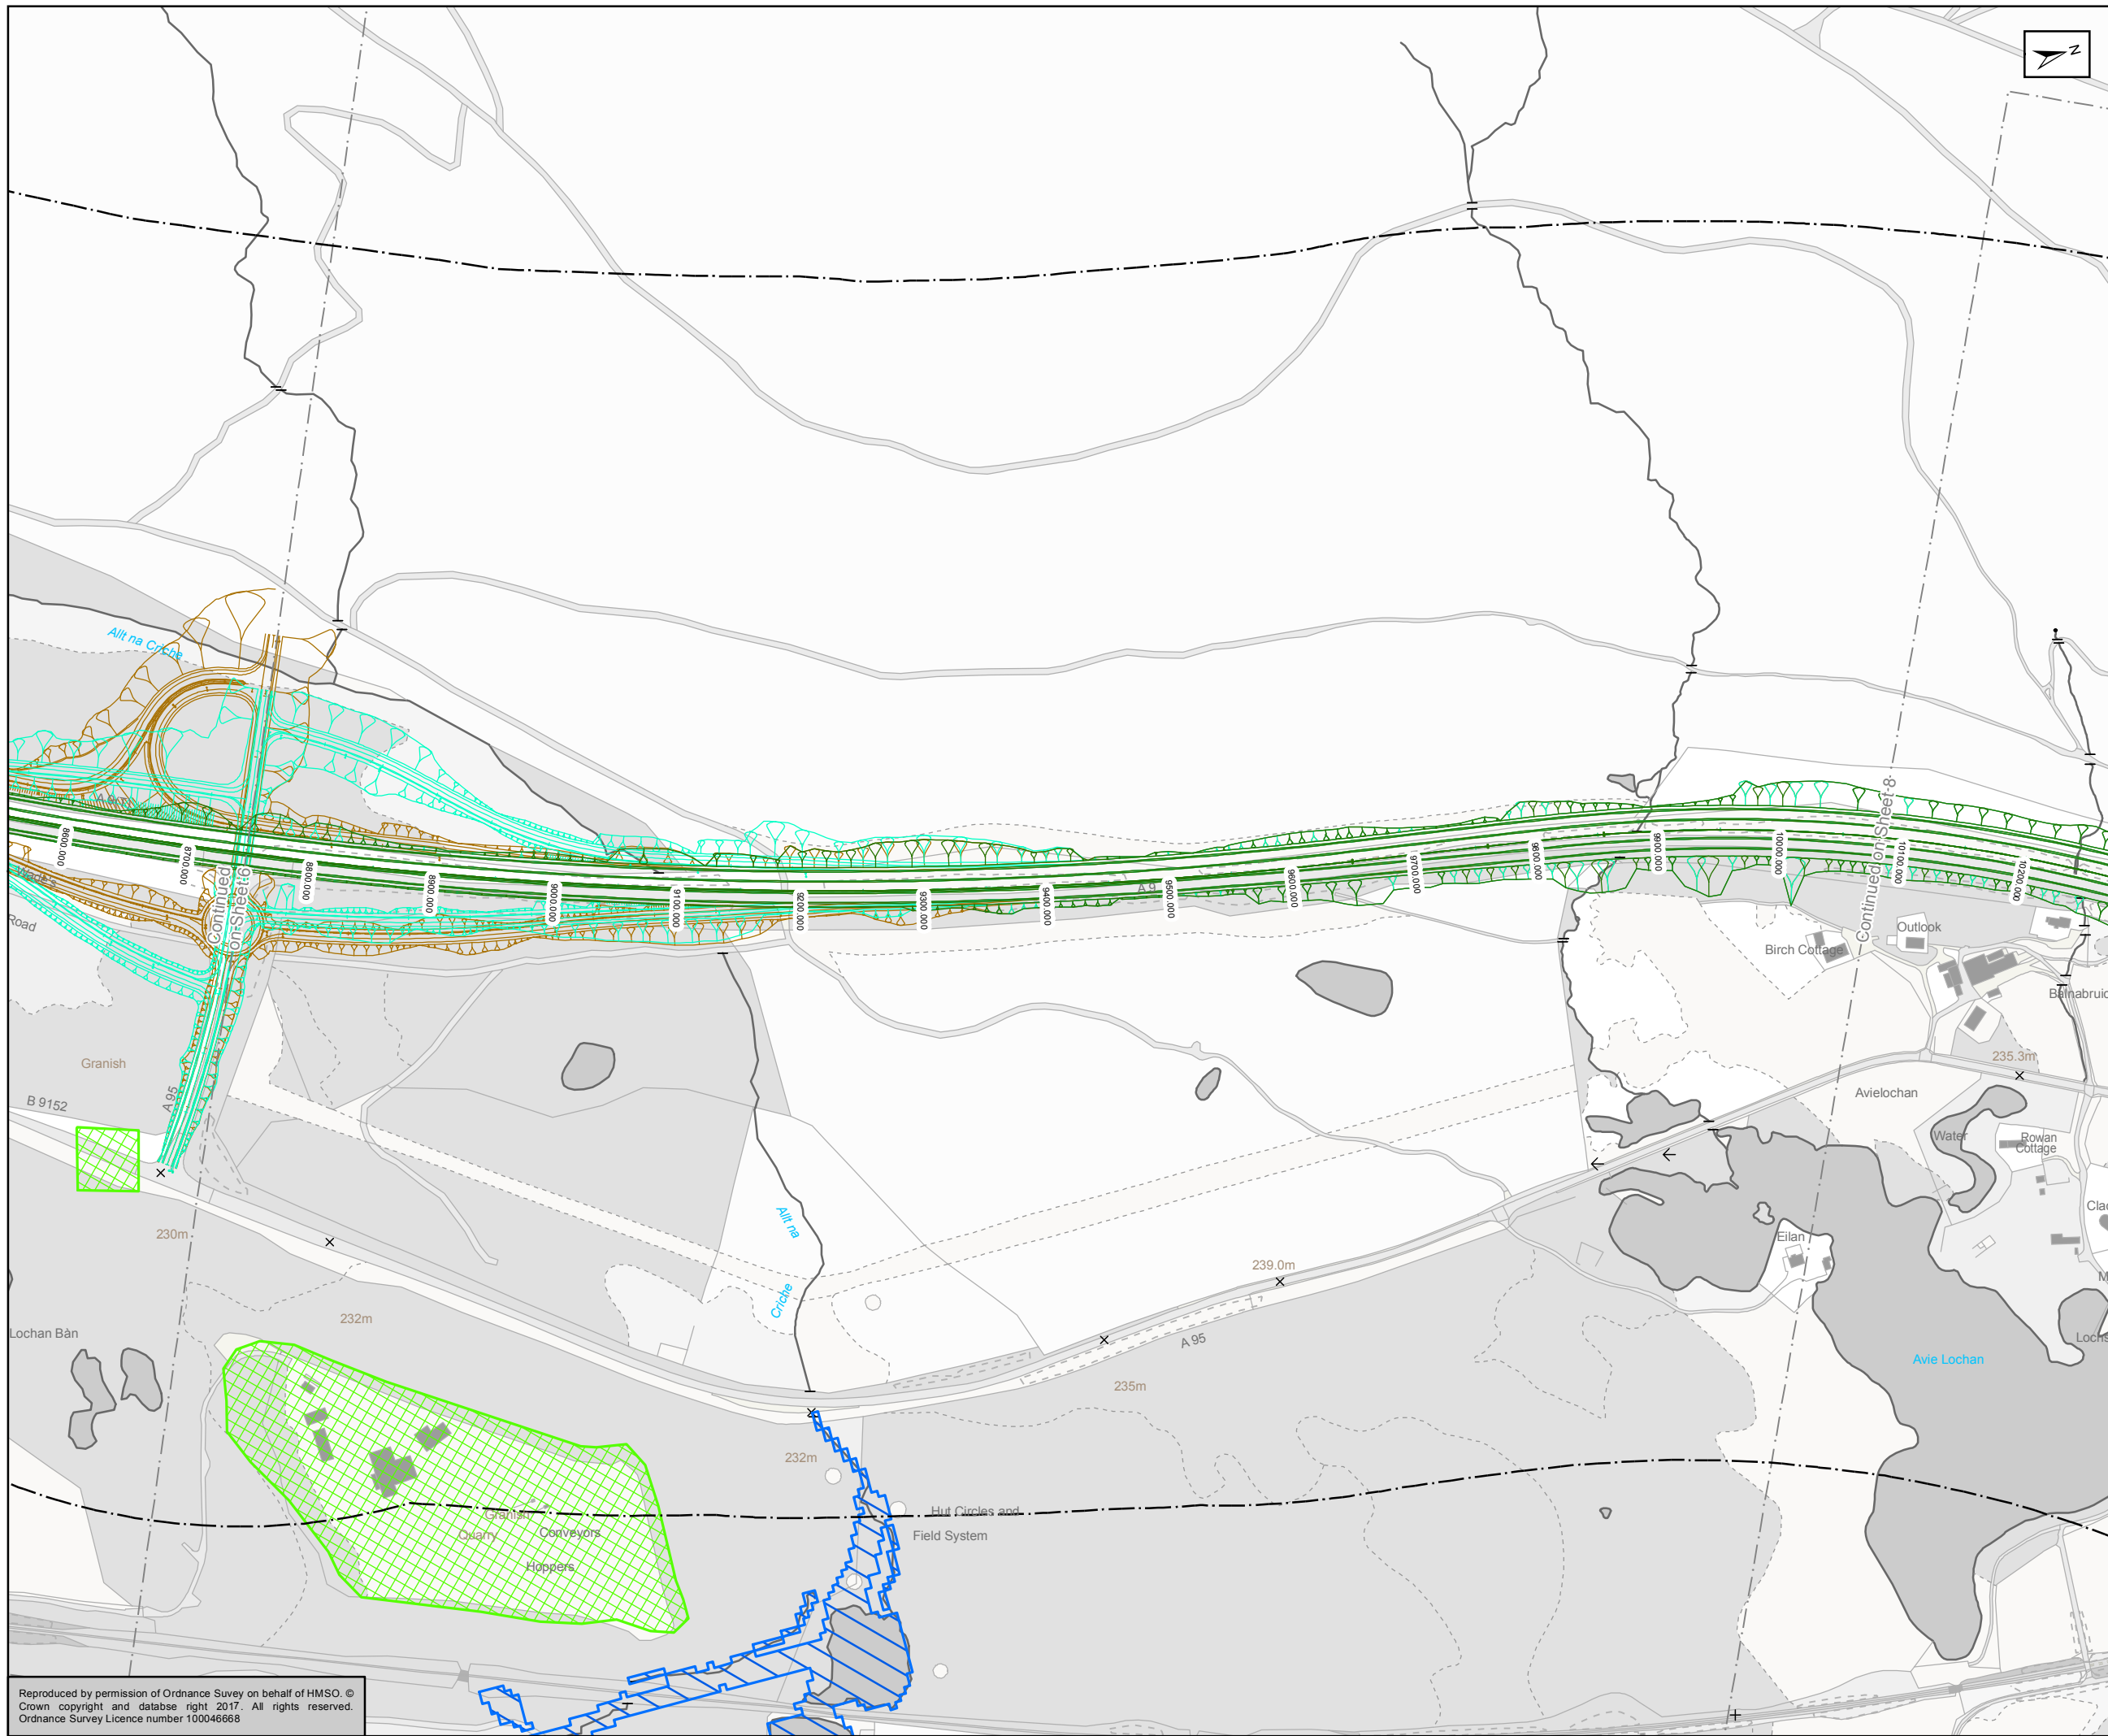 N
Allt na Criche
A 9(T)
8600.000
8700.000
8800.000
8900.000
9000.000
9100.000
9200.000
9300.000
9400.000
9500.000
9600.000
9700.000
9800.000
9900.000
10000.000
10100.000
10200.000
A 9
Wade's
Road
Continued
on Sheet 6
Continued on Sheet 8
Outlook
Birch Cottage
235.3m
Granish
A 95
B 9152
Avielochan
Water
Rowan
Cottage
Allt na
Criche
230m
Eilan
239.0m
232m
Lochan Bàn
A 95
Avie Lochan
235m
232m
Granish
Quarry
Conveyors
Hoppers
Hut Circles and
Field System
Reproduced by permission of Ordnance Suvey on behalf of HMSO. ©
Crown copyright and databse right 2017. All rights reserved.
Ordnance Survey Licence number 100046668